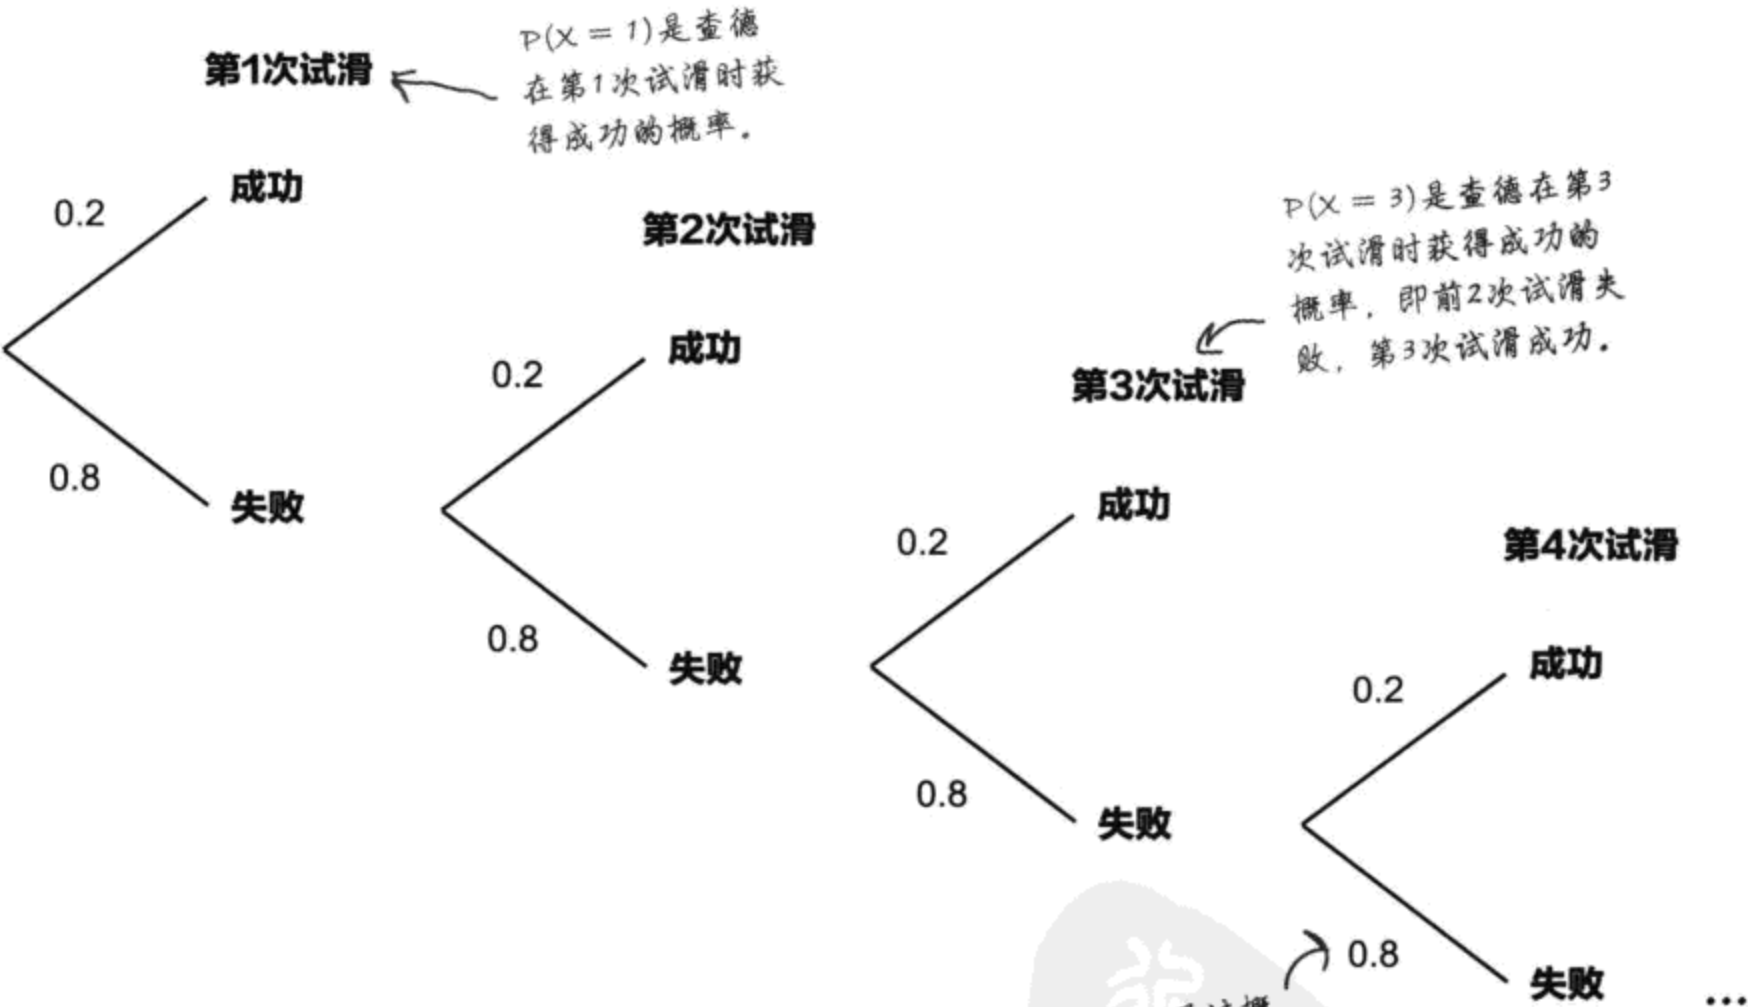 第1次试滑
P(X = 1)是查德
在第1次试滑时获
得成功的概率。
0.2
成功
0.8
失败
第2次试滑
0.2
成功
0.8
失败
P(X = 3)是查德在第3
次试滑时获得成功的
概率，即前2次试滑失
败，第3次试滑成功。
第3次试滑
0.2
成功
0.8
失败
第4次试滑
0.2
成功
0.8
失败
...